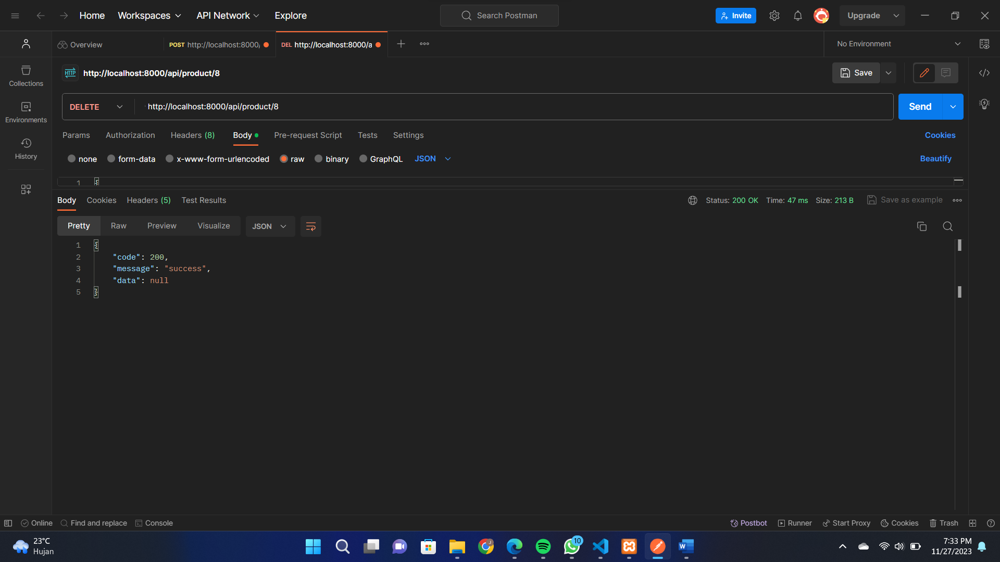 Home Workspaces API Network Explore Search Postman Invite Upgrade
Overview POST http://localhost:8000/ DEL http://localhost:8000/a No Environment
HTTP http://localhost:8000/api/product/8 Save
Collections
DELETE http://localhost:8000/api/product/8 Send
Environments
Params Authorization Headers (8) Body Pre-request Script Tests Settings Cookies
History
none form-data x-www-form-urlencoded raw binary GraphQL JSON Beautify
1 {
Body Cookies Headers (5) Test Results Status: 200 OK Time: 47 ms Size: 213 B Save as example
Pretty Raw Preview Visualize JSON
1 {
2 "code": 200,
3 "message": "success",
4 "data": null
5 }
Online Find and replace Console Postbot Runner Start Proxy Cookies Trash
23°C
Hujan
J
10
W
7:33 PM
11/27/2023